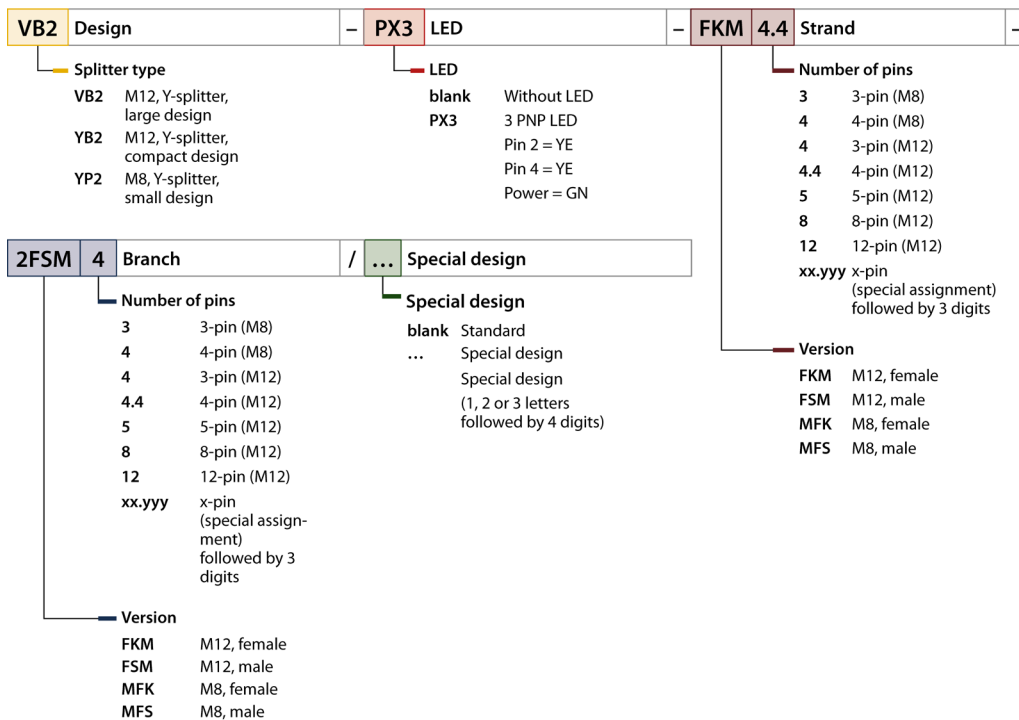 VB2 Design – PX3 LED – FKM 4.4 Strand –
Splitter type
VB2 M12, Y-splitter,
large design
YB2 M12, Y-splitter,
compact design
YP2 M8, Y-splitter,
small design
LED
blank Without LED
PX3 3 PNP LED
Pin 2 = YE
Pin 4 = YE
Power = GN
Number of pins
3 3-pin (M8)
4 4-pin (M8)
4 3-pin (M12)
4.4 4-pin (M12)
5 5-pin (M12)
8 8-pin (M12)
12 12-pin (M12)
xx.yyy x-pin
(special assignment)
followed by 3 digits
Version
FKM M12, female
FSM M12, male
MFK M8, female
MFS M8, male
2FSM 4 Branch / ... Special design
Number of pins
3 3-pin (M8)
4 4-pin (M8)
4 3-pin (M12)
4.4 4-pin (M12)
5 5-pin (M12)
8 8-pin (M12)
12 12-pin (M12)
xx.yyy x-pin
(special assign-
ment)
followed by 3
digits
Version
FKM M12, female
FSM M12, male
MFK M8, female
MFS M8, male
Special design
blank Standard
... Special design
Special design
(1, 2 or 3 letters
followed by 4 digits)